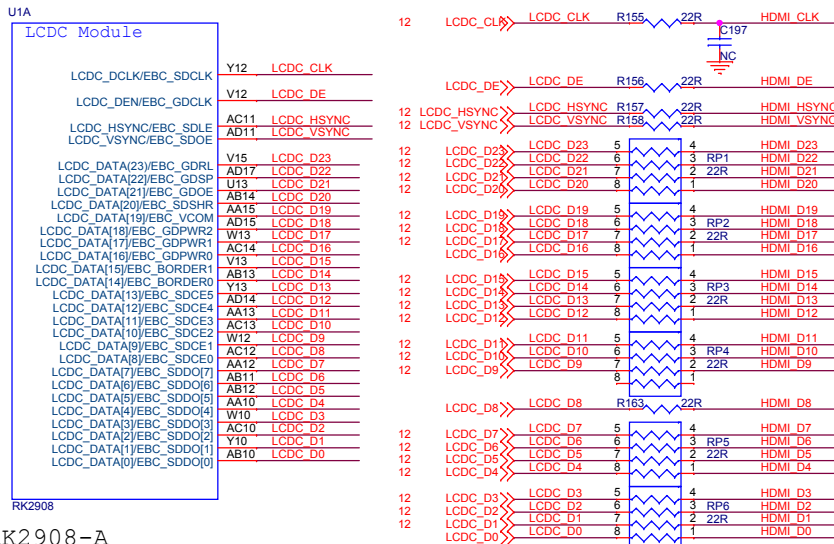 U1A
LCDC Module
LCDC_DCLK/EBC_SDCLK Y12 LCDC_CLK
LCDC_DEN/EBC_GDCLK V12 LCDC_DE
LCDC_HSYNC/EBC_SDLE AC11 LCDC_HSYNC
LCDC_VSYNC/EBC_SDOE AD11 LCDC_VSYNC
LCDC_DATA(23)/EBC_GDRL V15 LCDC_D23
LCDC_DATA[22]/EBC_GDSP AD17 LCDC_D22
LCDC_DATA[21]/EBC_GDOE U13 LCDC_D21
LCDC_DATA[20]/EBC_SDSHR AB14 LCDC_D20
LCDC_DATA[19]/EBC_VCOM AA15 LCDC_D19
LCDC_DATA[18]/EBC_GDPWR2 AD15 LCDC_D18
LCDC_DATA[17]/EBC_GDPWR1 W13 LCDC_D17
LCDC_DATA[16]/EBC_GDPWR0 AC14 LCDC_D16
LCDC_DATA[15]/EBC_BORDER1 V13 LCDC_D15
LCDC_DATA[14]/EBC_BORDER0 AB13 LCDC_D14
LCDC_DATA[13]/EBC_SDCE5 Y13 LCDC_D13
LCDC_DATA[12]/EBC_SDCE4 AD14 LCDC_D12
LCDC_DATA[11]/EBC_SDCE3 AA13 LCDC_D11
LCDC_DATA[10]/EBC_SDCE2 AC13 LCDC_D10
LCDC_DATA[9]/EBC_SDCE1 W12 LCDC_D9
LCDC_DATA[8]/EBC_SDCE0 AC12 LCDC_D8
LCDC_DATA[7]/EBC_SDDO[7] AA12 LCDC_D7
LCDC_DATA[6]/EBC_SDDO[6] AB11 LCDC_D6
LCDC_DATA[5]/EBC_SDDO[5] AB12 LCDC_D5
LCDC_DATA[4]/EBC_SDDO[4] AA10 LCDC_D4
LCDC_DATA[3]/EBC_SDDO[3] W10 LCDC_D3
LCDC_DATA[2]/EBC_SDDO[2] AC10 LCDC_D2
LCDC_DATA[1]/EBC_SDDO[1] Y10 LCDC_D1
LCDC_DATA[0]/EBC_SDDO[0] AB10 LCDC_D0
RK2908
K2908-A
12 LCDC_CLK LCDC_CLK R155 22R HDMI_CLK
C197
NC
LCDC_DE LCDC_DE R156 22R HDMI_DE
12 LCDC_HSYNC LCDC_HSYNC R157 22R HDMI_HSYNC
12 LCDC_VSYNC LCDC_VSYNC R158 22R HDMI_VSYNC
12 LCDC_D23 LCDC_D23 5 4 HDMI_D23
12 LCDC_D22 LCDC_D22 6 3 RP1 HDMI_D22
12 LCDC_D21 LCDC_D21 7 2 22R HDMI_D21
12 LCDC_D20 LCDC_D20 8 1 HDMI_D20
12 LCDC_D19 LCDC_D19 5 4 HDMI_D19
12 LCDC_D18 LCDC_D18 6 3 RP2 HDMI_D18
12 LCDC_D17 LCDC_D17 7 2 22R HDMI_D17
LCDC_D16 LCDC_D16 8 1 HDMI_D16
12 LCDC_D15 LCDC_D15 5 4 HDMI_D15
12 LCDC_D14 LCDC_D14 6 3 RP3 HDMI_D14
12 LCDC_D13 LCDC_D13 7 2 22R HDMI_D13
12 LCDC_D12 LCDC_D12 8 1 HDMI_D12
12 LCDC_D11 LCDC_D11 5 4 HDMI_D11
12 LCDC_D10 LCDC_D10 6 3 RP4 HDMI_D10
12 LCDC_D9 LCDC_D9 7 2 22R HDMI_D9
8 1
LCDC_D8 LCDC_D8 R163 22R HDMI_D8
12 LCDC_D7 LCDC_D7 5 4 HDMI_D7
12 LCDC_D6 LCDC_D6 6 3 RP5 HDMI_D6
12 LCDC_D5 LCDC_D5 7 2 22R HDMI_D5
12 LCDC_D4 LCDC_D4 8 1 HDMI_D4
12 LCDC_D3 LCDC_D3 5 4 HDMI_D3
12 LCDC_D2 LCDC_D2 6 3 RP6 HDMI_D2
12 LCDC_D1 LCDC_D1 7 2 22R HDMI_D1
LCDC_D0 LCDC_D0 8 1 HDMI_D0